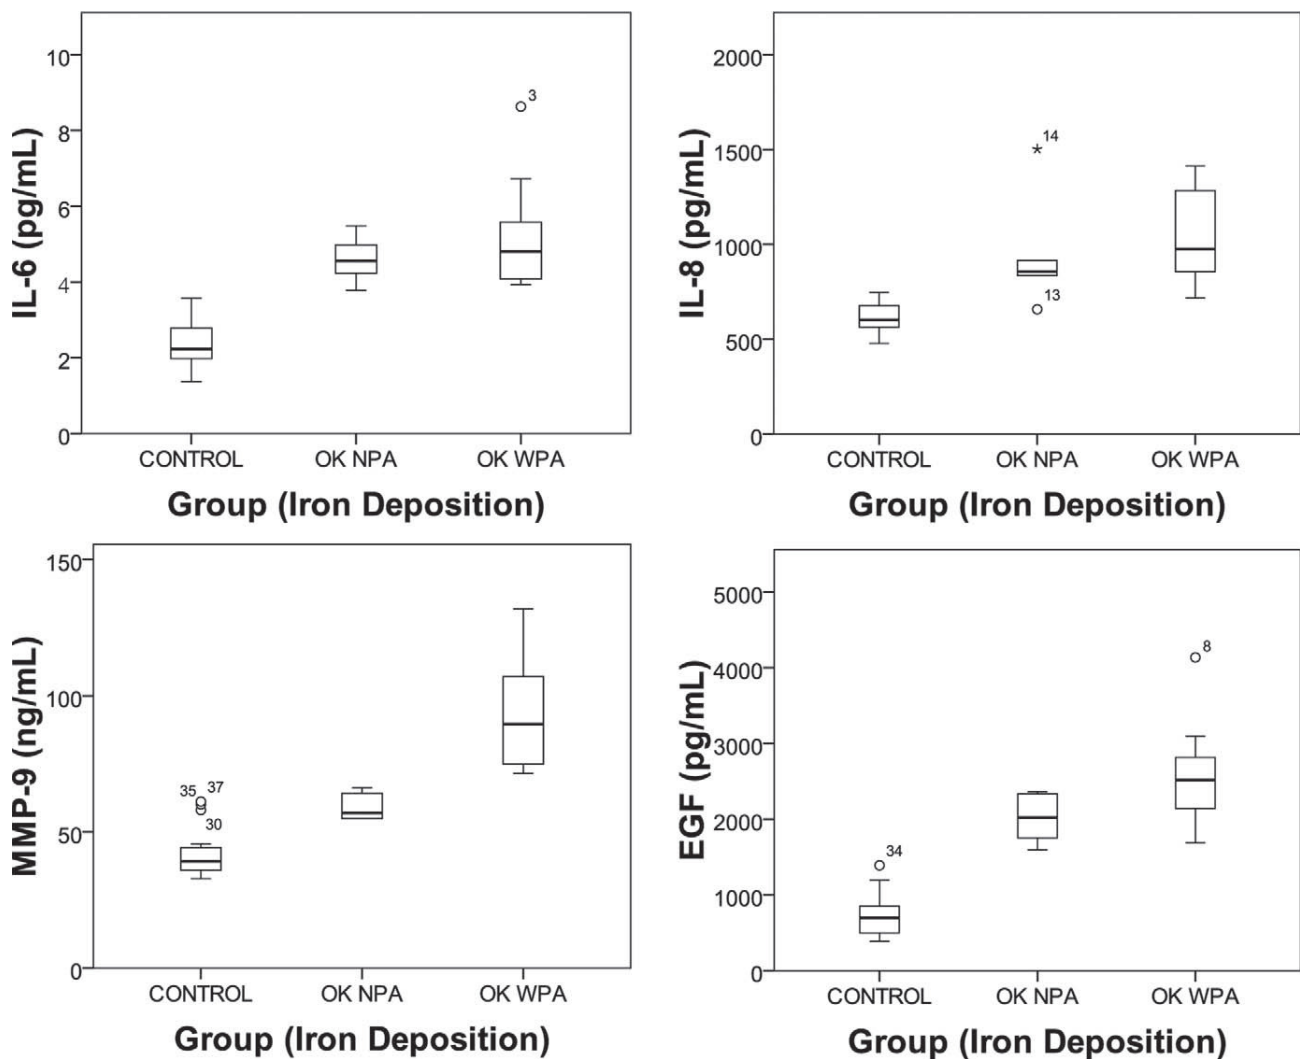 IL-6 (pg/mL)
10
8
6
4
2
0
3
CONTROL OK NPA OK WPA
Group (Iron Deposition)
IL-8 (pg/mL)
2000
1500
1000
500
0
14
13
CONTROL OK NPA OK WPA
Group (Iron Deposition)
MMP-9 (ng/mL)
150
100
50
0
35 37
30
CONTROL OK NPA OK WPA
Group (Iron Deposition)
EGF (pg/mL)
5000
4000
3000
2000
1000
0
8
34
CONTROL OK NPA OK WPA
Group (Iron Deposition)